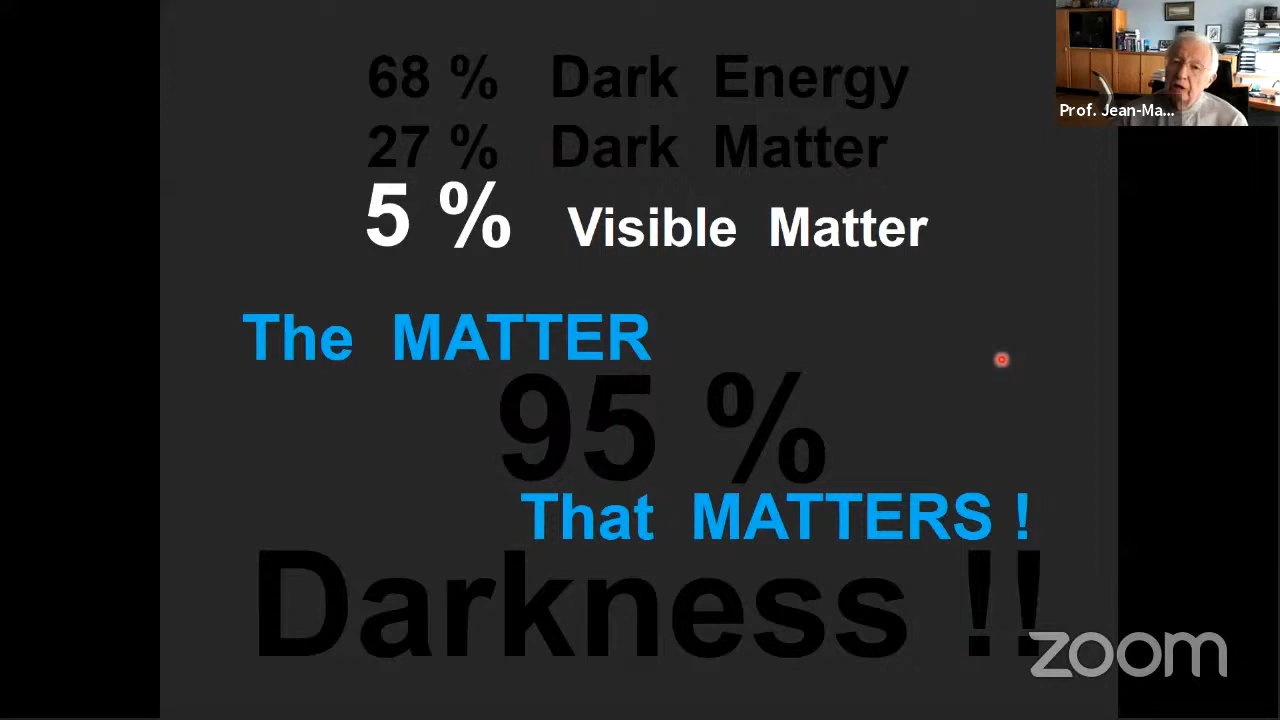 68 % Dark Energy
27 % Dark Matter
5 % Visible Matter
The MATTER
95 %
That MATTERS !
Darkness !!
Prof. Jean-Ma...
zoom